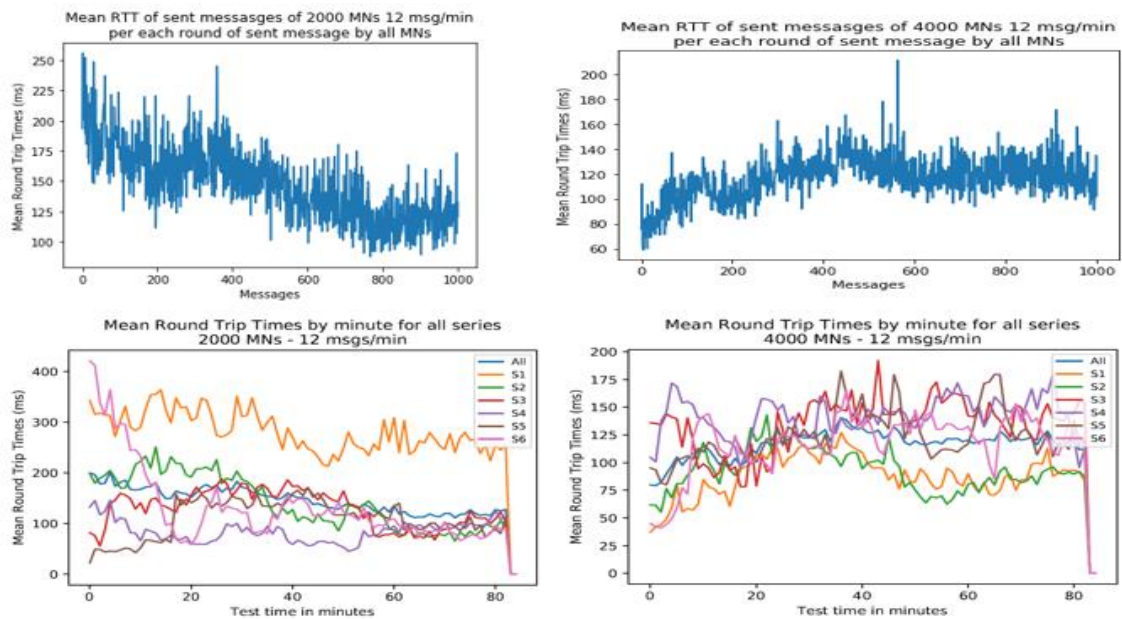 Mean RTT of sent messasges of 2000 MNs 12 msg/min
per each round of sent message by all MNs
Mean Round Trip Times (ms)
250
225
200
175
150
125
100
0
200
400
600
800
1000
Messages
Mean RTT of sent messasges of 4000 MNs 12 msg/min
per each round of sent message by all MNs
Mean Round Trip Times (ms)
200
180
160
140
120
100
80
60
0
200
400
600
800
1000
Messages
Mean Round Trip Times by minute for all series
2000 MNs - 12 msgs/min
Mean Round Trip Times (ms)
400
300
200
100
0
0
20
40
60
80
Test time in minutes
All
S1
S2
S3
S4
S5
S6
Mean Round Trip Times by minute for all series
4000 MNs - 12 msgs/min
Mean Round Trip Times (ms)
200
175
150
125
100
75
50
25
0
0
20
40
60
80
Test time in minutes
All
S1
S2
S3
S4
S5
S6